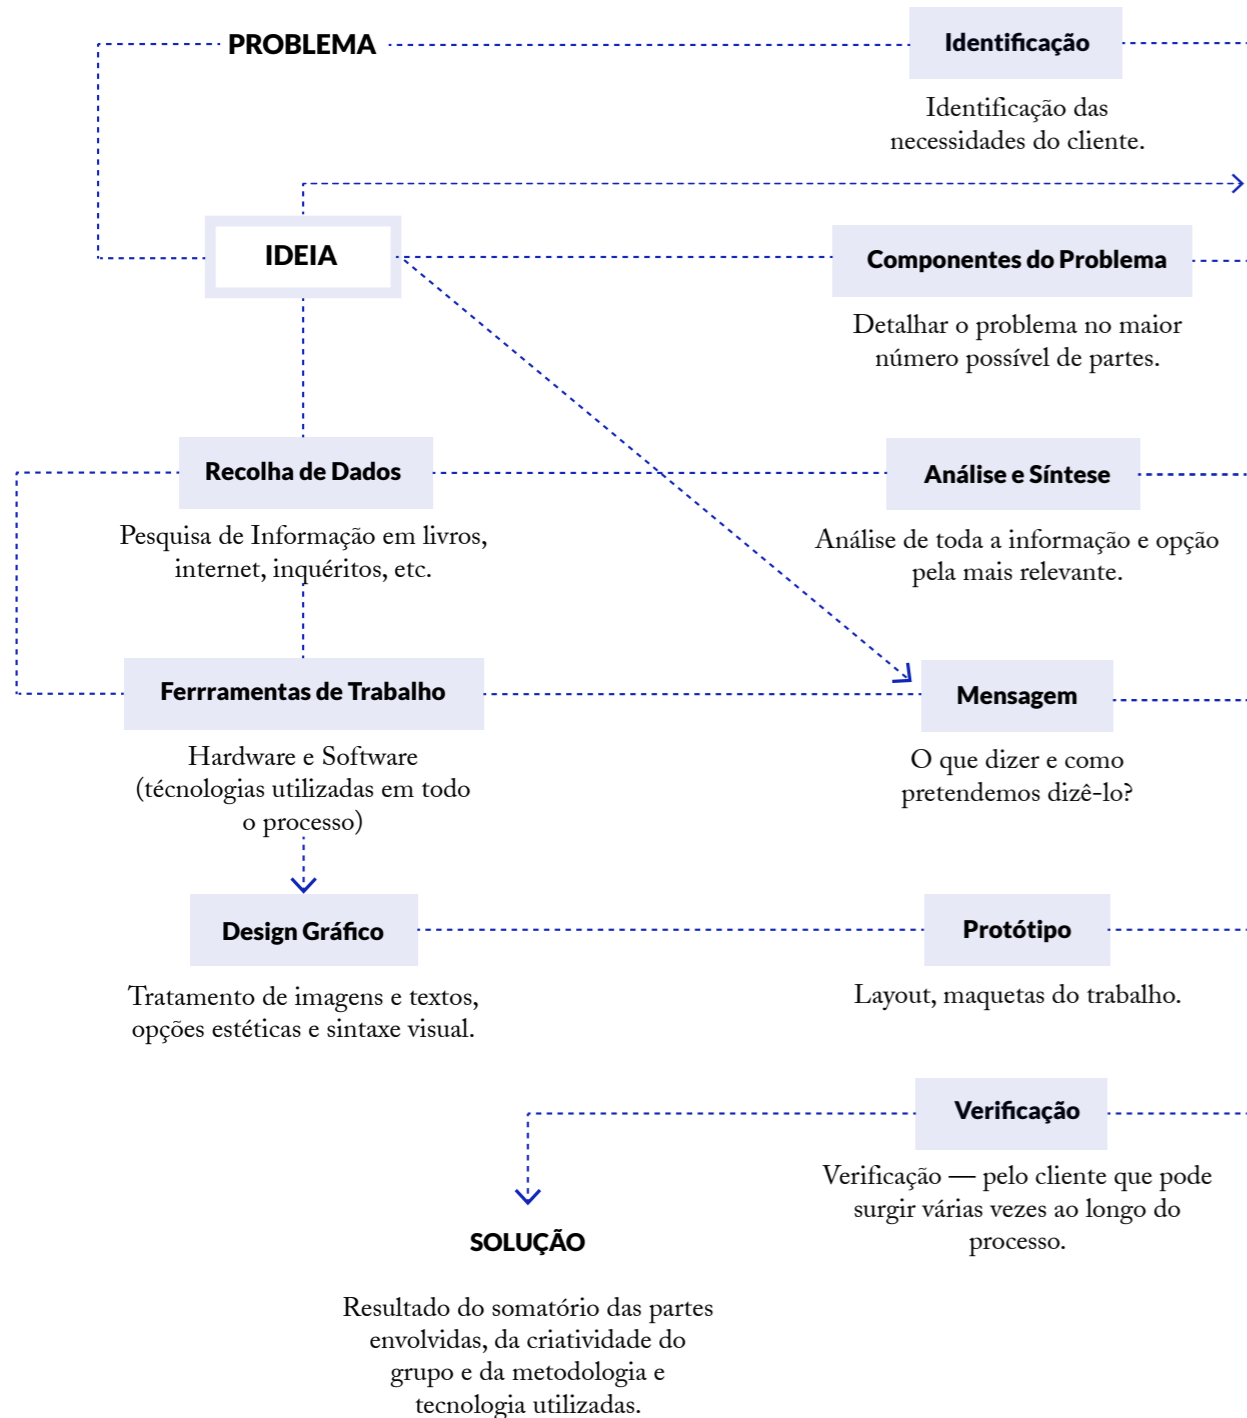 PROBLEMA
Identificação
Identificação das
necessidades do cliente.
IDEIA
Componentes do Problema
Detalhar o problema no maior
número possível de partes.
Recolha de Dados
Pesquisa de Informação em livros,
internet, inquéritos, etc.
Análise e Síntese
Análise de toda a informação e opção
pela mais relevante.
Ferrramentas de Trabalho
Hardware e Software
(técnologias utilizadas em todo
o processo)
Mensagem
O que dizer e como
pretendemos dizê-lo?
Design Gráfico
Tratamento de imagens e textos,
opções estéticas e sintaxe visual.
Protótipo
Layout, maquetas do trabalho.
Verificação
Verificação — pelo cliente que pode
surgir várias vezes ao longo do
processo.
SOLUÇÃO
Resultado do somatório das partes
envolvidas, da criatividade do
grupo e da metodologia e
tecnologia utilizadas.